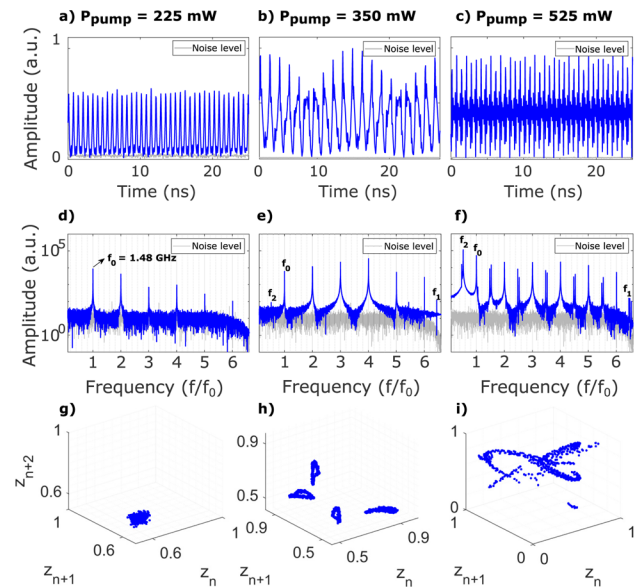 a) P_pump = 225 mW
b) P_pump = 350 mW
c) P_pump = 525 mW
Amplitude (a.u.)
1
0
Noise level
Noise level
Noise level
0 10 20
0 10 20
0 10 20
Time (ns)
Time (ns)
Time (ns)
d)
e)
f)
Amplitude (a.u.)
10^5
10^0
Noise level
f_0 = 1.48 GHz
Noise level
f_2
f_0
f_1
Noise level
f_2
f_0
f_1
1 2 3 4 5 6
1 2 3 4 5 6
1 2 3 4 5 6
Frequency (f/f_0)
Frequency (f/f_0)
Frequency (f/f_0)
g)
h)
i)
z_n+2
1
0.6
1
0.6
0.6
1
z_n+1
z_n
0.9
0.5
0.9
0.5
0.5
0.9
z_n+1
z_n
1
0
1
0
0
1
z_n+1
z_n